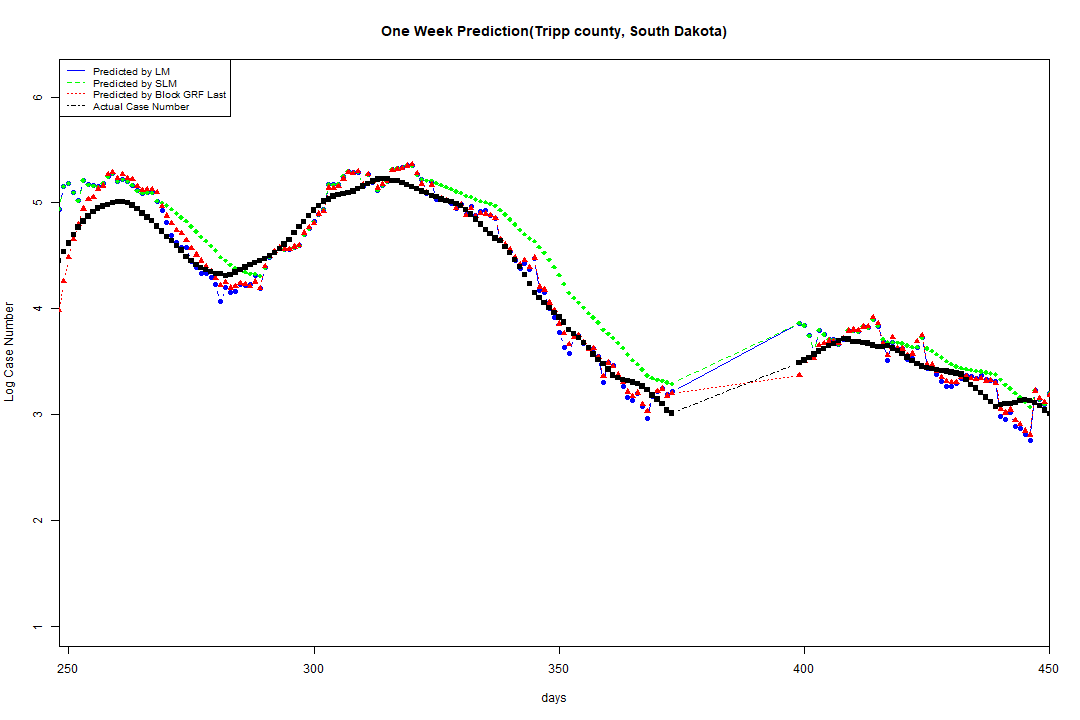 One Week Prediction(Tripp county, South Dakota)
Predicted by LM
Predicted by SLM
Predicted by Block GRF Last
Actual Case Number
6
5
4
3
2
1
Log Case Number
250 300 350 400 450
days